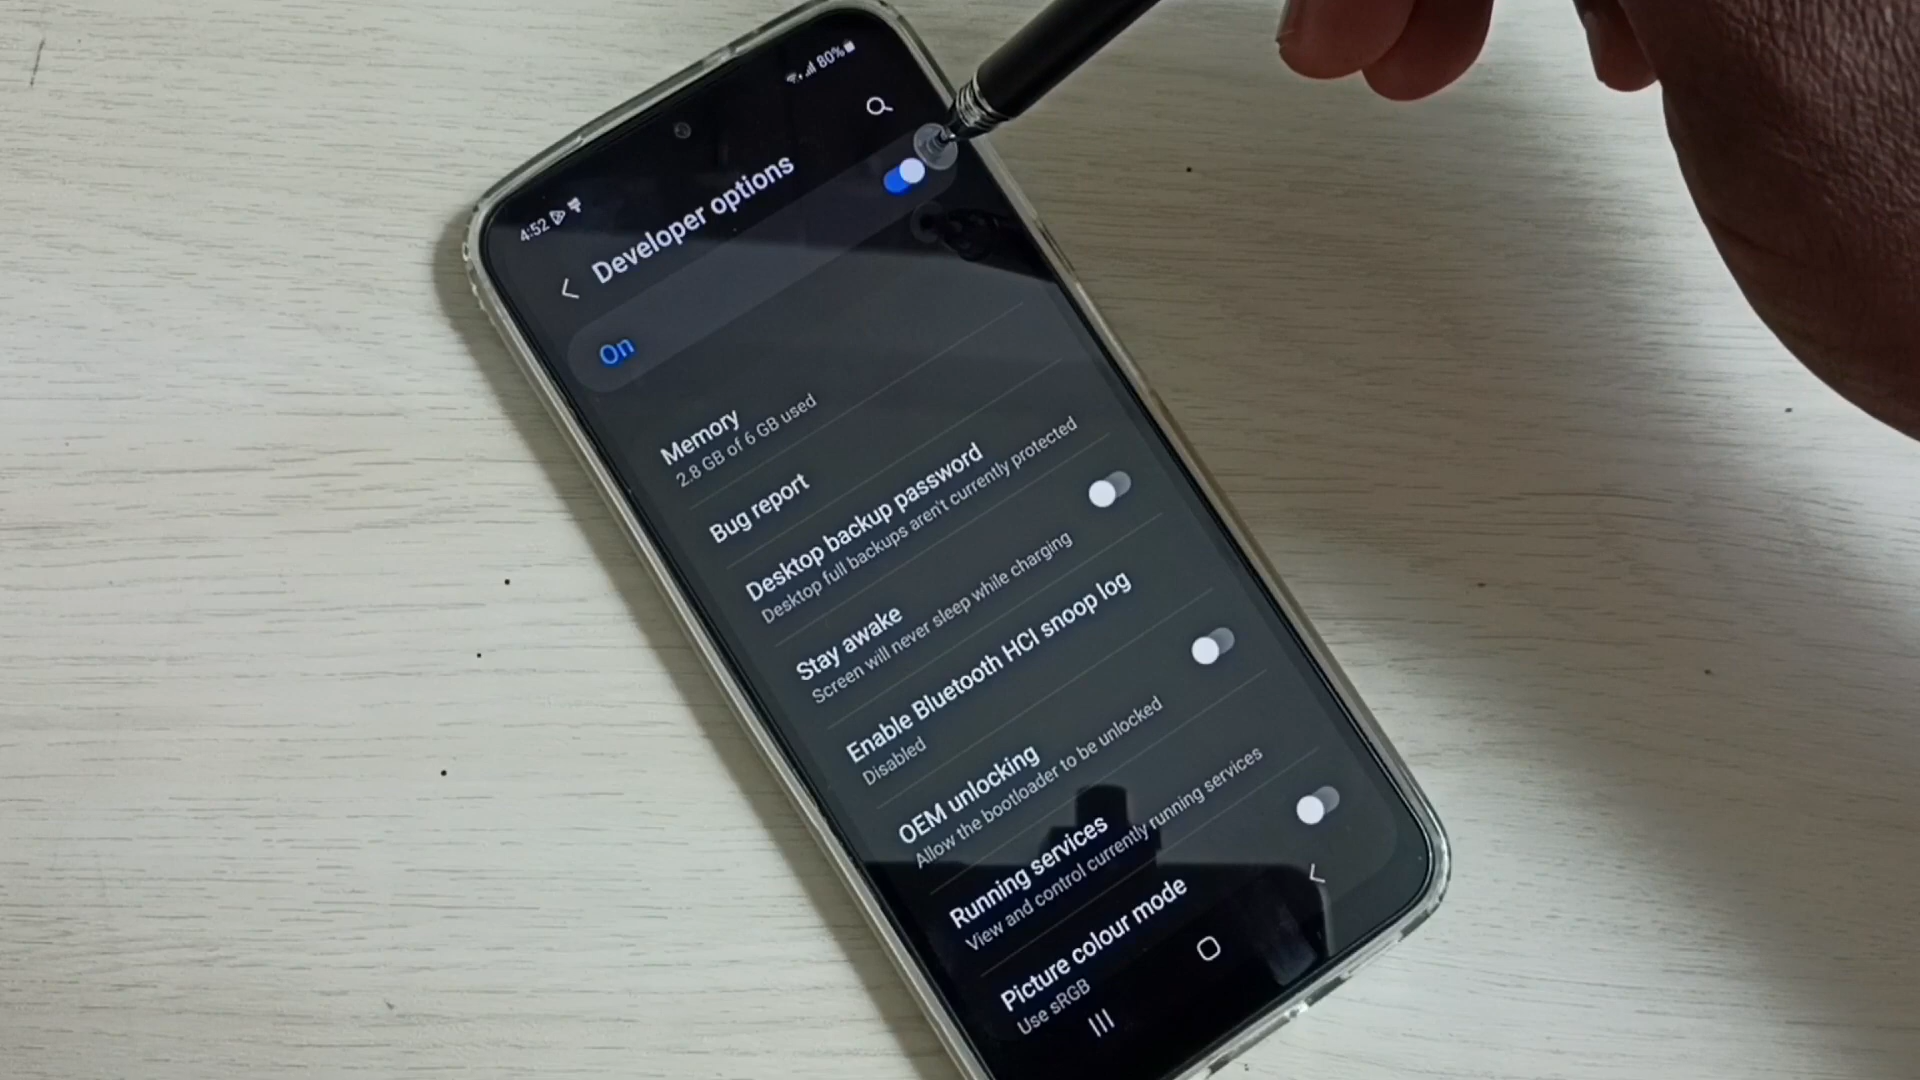 4:52
80%
Developer options
On
Memory
2.8 GB of 6 GB used
Bug report
Desktop backup password
Desktop full backups aren't currently protected
Stay awake
Screen will never sleep while charging
Enable Bluetooth HCI snoop log
Disabled
OEM unlocking
Allow the bootloader to be unlocked
Running services
View and control currently running services
Picture colour mode
Use sRGB